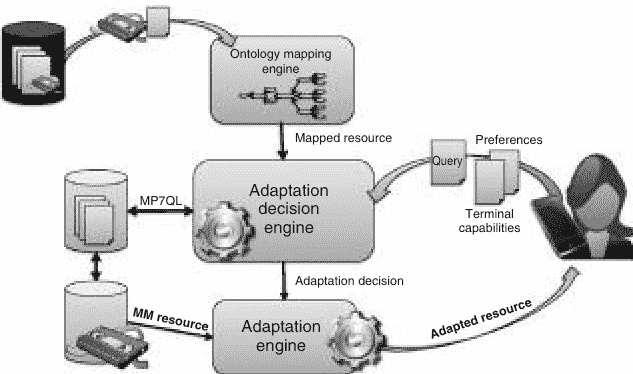 Ontology mapping
engine
Mapped resource
Preferences
Query
Terminal
capabilities
MP7QL
Adaptation
decision
engine
Adaptation decision
MM resource
Adaptation
engine
Adapted resource